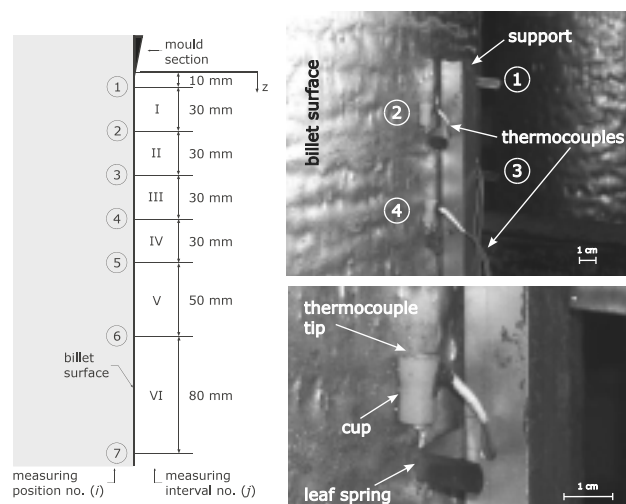 mould
section
10 mm
z
1
I
30 mm
2
II
30 mm
3
III
30 mm
4
IV
30 mm
5
V
50 mm
6
billet
surface
VI
80 mm
7
measuring
position no. (i)
measuring
interval no. (j)
billet surface
support
1
2
thermocouples
3
4
1 cm
thermocouple
tip
cup
leaf spring
1 cm